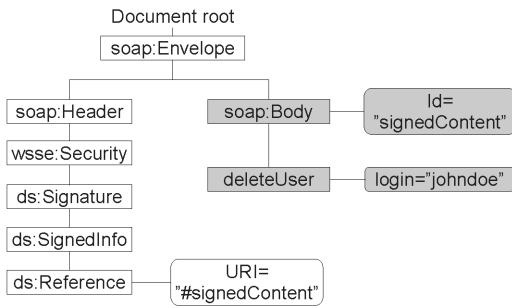 Document root
soap:Envelope
soap:Header
soap:Body
Id=
"signedContent"
wsse:Security
deleteUser
login="johndoe"
ds:Signature
ds:SignedInfo
ds:Reference
URI=
"#signedContent"